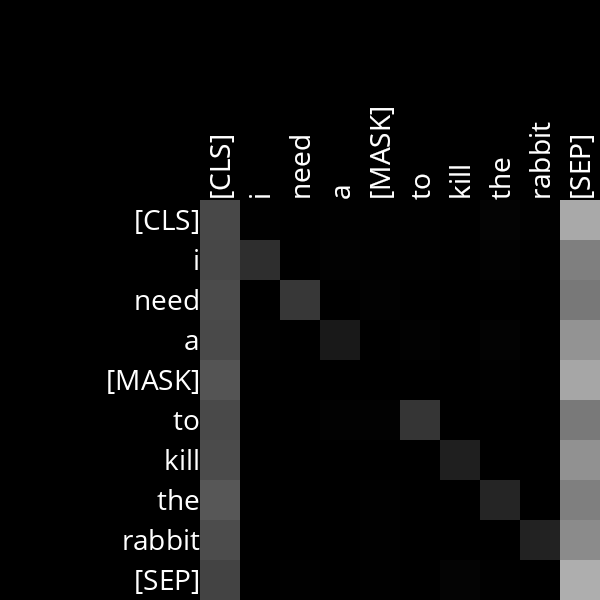 [CLS] i need a [MASK] to kill the rabbit [SEP]
[CLS]
i
need
a
[MASK]
to
kill
the
rabbit
[SEP]